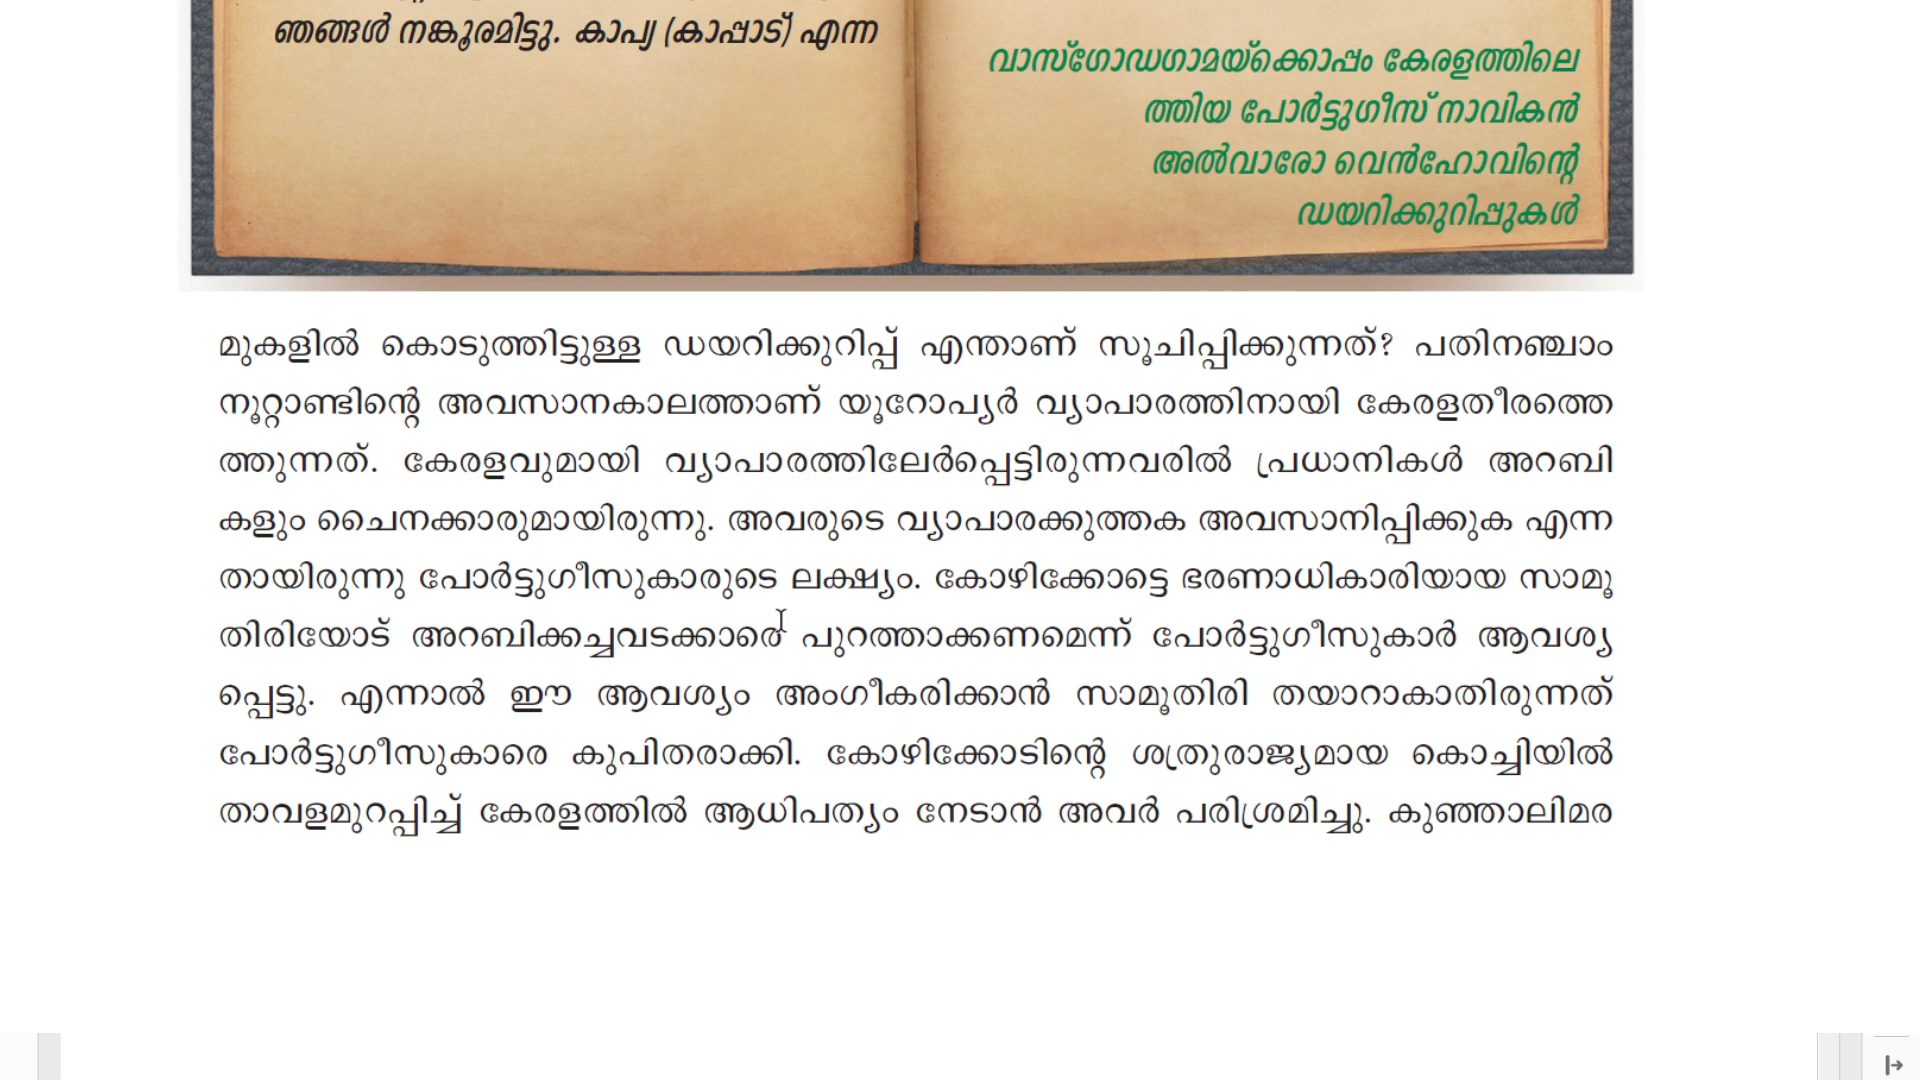 ഞങ്ങൾ നങ്കൂരമിട്ടു. കാപ്യ (കാപ്പാട്) എന്ന
വാസ്ഗോഡഗാമയ്ക്കൊപ്പം കേരളത്തിലെ
ത്തിയ പോർട്ടുഗീസ് നാവികൻ
അൽവാരോ വെൻഹോവിന്റെ
ഡയറിക്കുറിപ്പുകൾ
മുകളിൽ കൊടുത്തിട്ടുള്ള ഡയറിക്കുറിപ്പ് എന്താണ് സൂചിപ്പിക്കുന്നത്? പതിനഞ്ചാം
നൂറ്റാണ്ടിന്റെ അവസാനകാലത്താണ് യൂറോപ്യർ വ്യാപാരത്തിനായി കേരളതീരത്തെ
ത്തുന്നത്. കേരളവുമായി വ്യാപാരത്തിലേർപ്പെട്ടിരുന്നവരിൽ പ്രധാനികൾ അറബി
കളും ചൈനക്കാരുമായിരുന്നു. അവരുടെ വ്യാപാരക്കുത്തക അവസാനിപ്പിക്കുക എന്ന
തായിരുന്നു പോർട്ടുഗീസുകാരുടെ ലക്ഷ്യം. കോഴിക്കോട്ടെ ഭരണാധികാരിയായ സാമൂ
തിരിയോട് അറബിക്കച്ചവടക്കാരെ പുറത്താക്കണമെന്ന് പോർട്ടുഗീസുകാർ ആവശ്യ
പ്പെട്ടു. എന്നാൽ ഈ ആവശ്യം അംഗീകരിക്കാൻ സാമൂതിരി തയാറാകാതിരുന്നത്
പോർട്ടുഗീസുകാരെ കുപിതരാക്കി. കോഴിക്കോടിന്റെ ശത്രുരാജ്യമായ കൊച്ചിയിൽ
താവളമുറപ്പിച്ച് കേരളത്തിൽ ആധിപത്യം നേടാൻ അവർ പരിശ്രമിച്ചു. കുഞ്ഞാലിമര